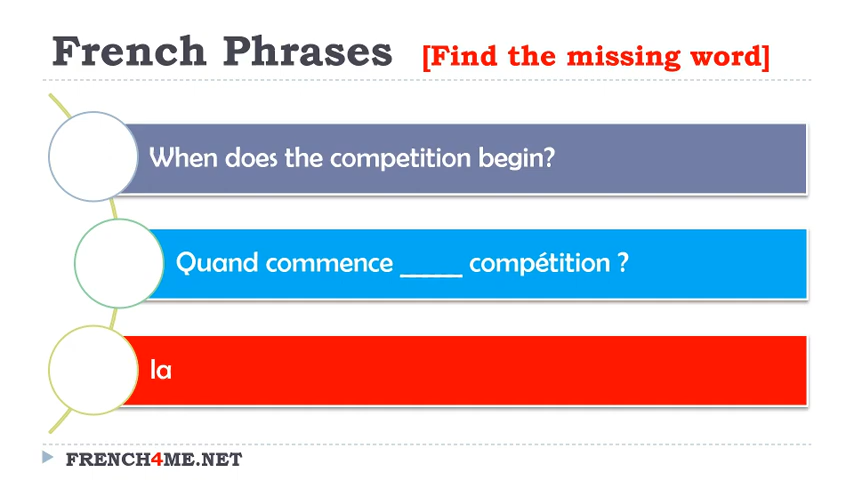 French Phrases [Find the missing word]
When does the competition begin?
Quand commence _____ compétition ?
la
FRENCH4ME.NET